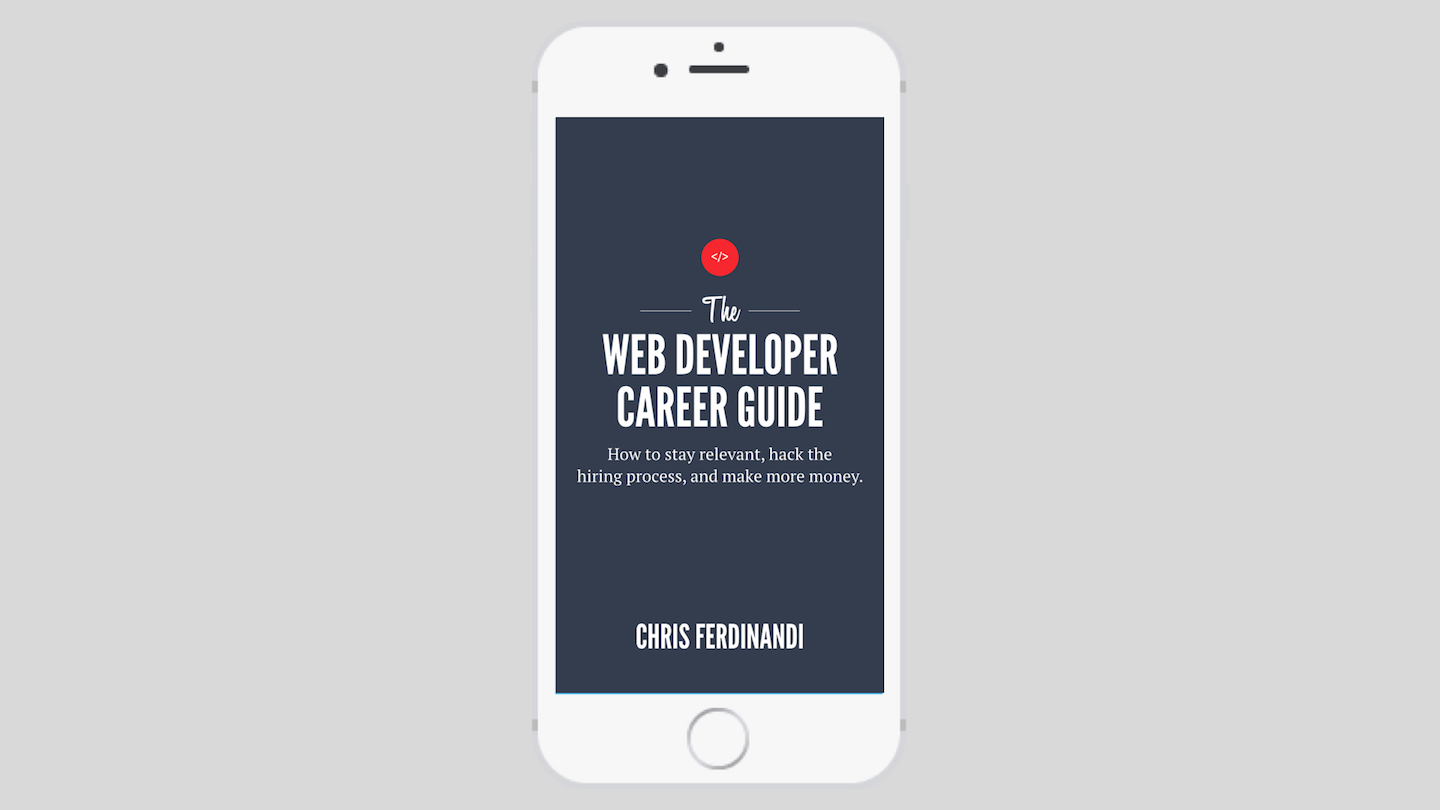 </>
The
WEB DEVELOPER
CAREER GUIDE
How to stay relevant, hack the
hiring process, and make more money.
CHRIS FERDINANDI